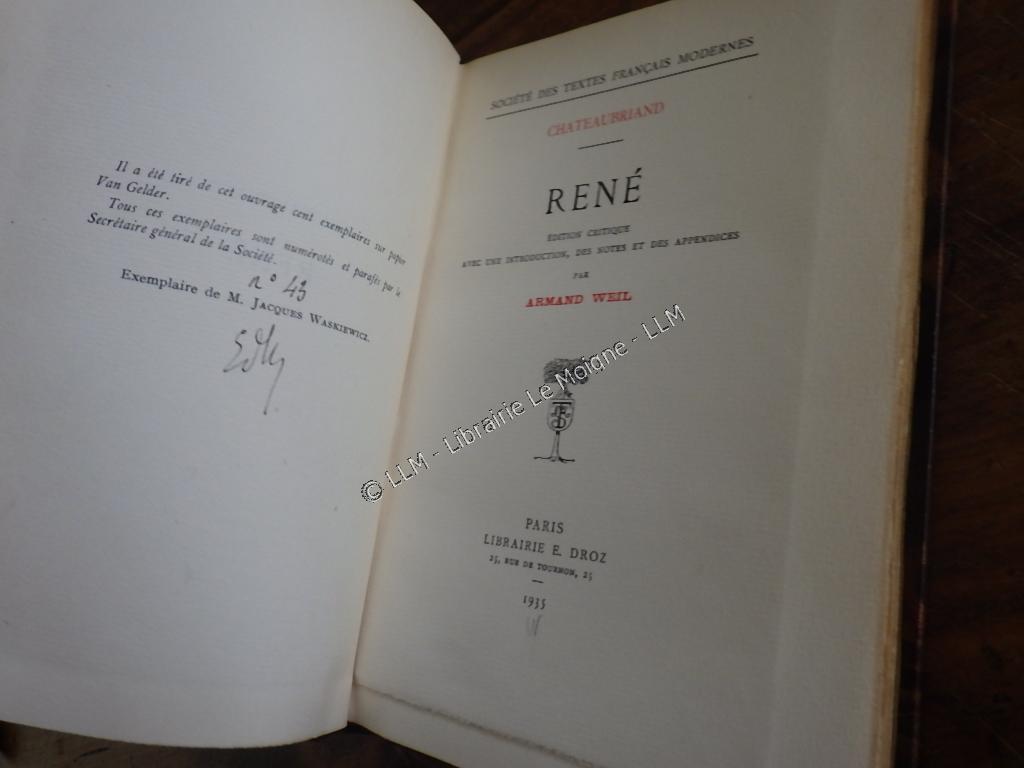 Il a été tiré de cet ouvrage cent exemplaires sur papier
Van Gelder.
Tous ces exemplaires sont numérotés et parafés par le
Secrétaire général de la Société.
n° 43
Exemplaire de M. Jacques Waskiewicz.
SOCIÉTÉ DES TEXTES FRANÇAIS MODERNES
CHATEAUBRIAND
RENÉ
ÉDITION CRITIQUE
AVEC UNE INTRODUCTION, DES NOTES ET DES APPENDICES
PAR
ARMAND WEIL
PARIS
LIBRAIRIE E. DROZ
25, RUE DE TOURNON, 25
1935
© LLM - Librairie Le Moigne - LLM